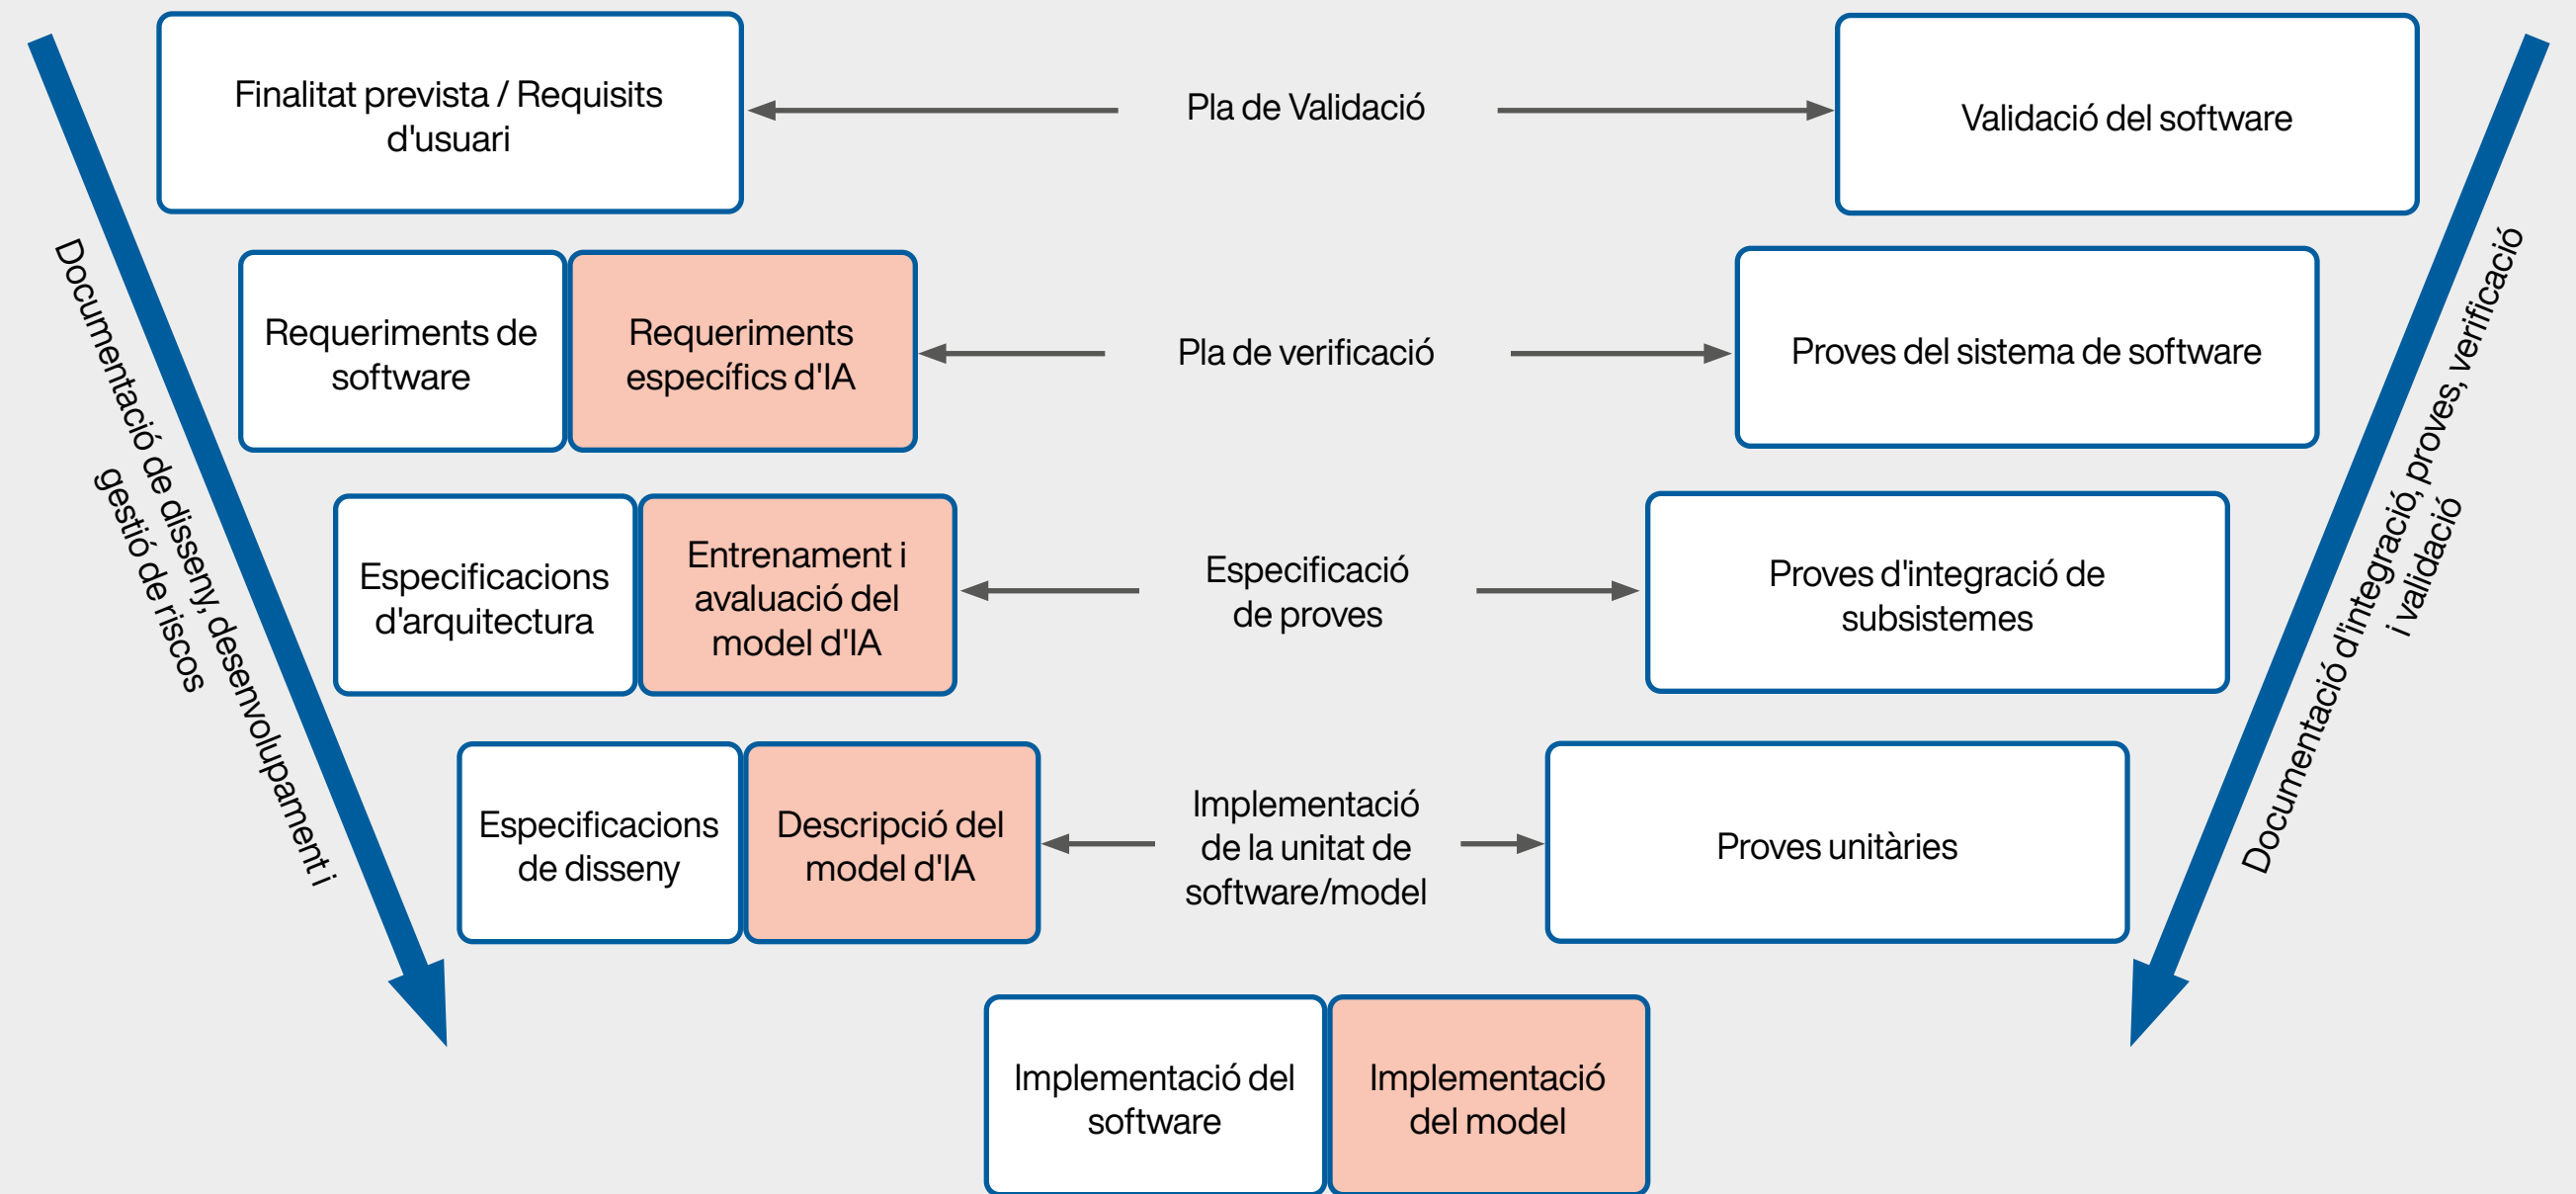 Finalitat prevista / Requisits
d'usuari
Pla de Validació
Validació del software
Requeriments de
software
Requeriments
específics d'IA
Pla de verificació
Proves del sistema de software
Especificacions
d'arquitectura
Entrenament i
avaluació del
model d'IA
Especificació
de proves
Proves d'integració de
subsistemes
Especificacions
de disseny
Descripció del
model d'IA
Implementació
de la unitat de
software/model
Proves unitàries
Implementació del
software
Implementació
del model
Documentació de disseny, desenvolupament i
gestió de riscos
Documentació d'integració, proves, verificació
i validació